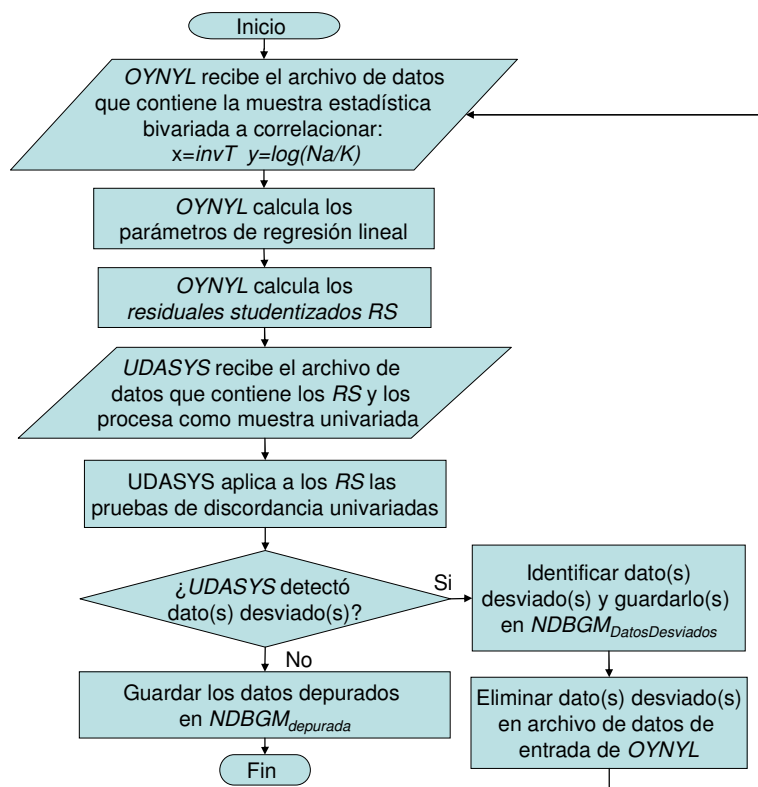 Inicio
OYNYL recibe el archivo de datos
que contiene la muestra estadística
bivariada a correlacionar:
x=invT y=log(Na/K)
OYNYL calcula los
parámetros de regresión lineal
OYNYL calcula los
residuales studentizados RS
UDASYS recibe el archivo de
datos que contiene los RS y los
procesa como muestra univariada
UDASYS aplica a los RS las
pruebas de discordancia univariadas
¿UDASYS detectó
dato(s) desviado(s)?
Si
Identificar dato(s)
desviado(s) y guardarlo(s)
en NDBGM_DatosDesviados
No
Guardar los datos depurados
en NDBGM_depurada
Eliminar dato(s) desviado(s)
en archivo de datos de
entrada de OYNYL
Fin